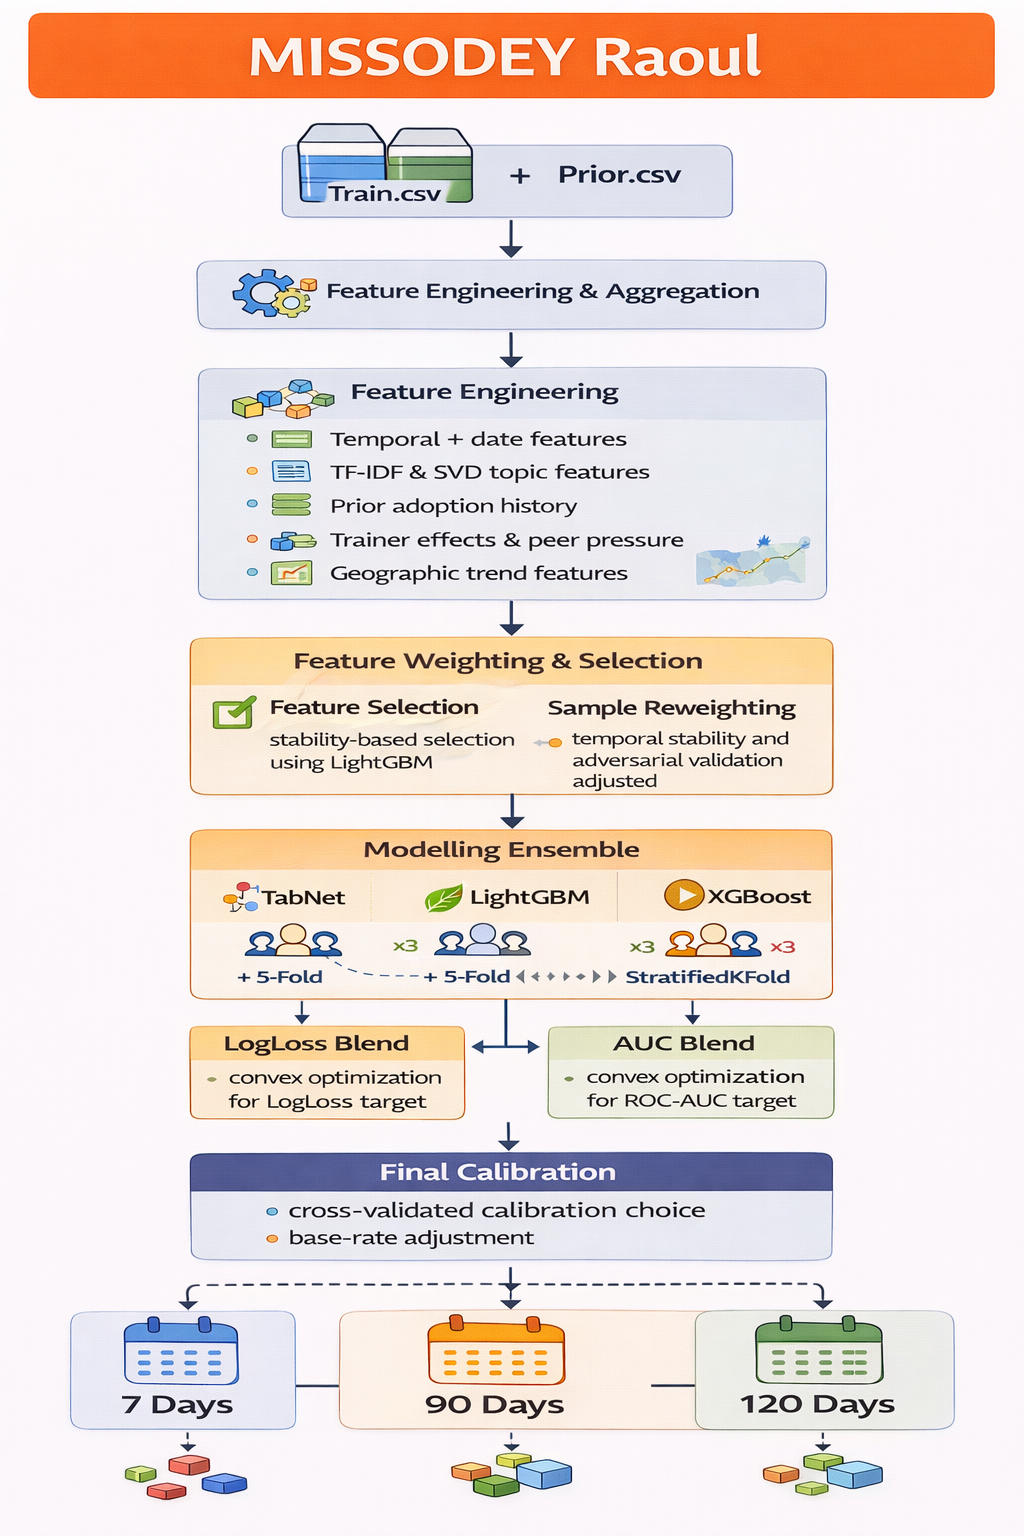 MISSODEY Raoul
Train.csv + Prior.csv
Feature Engineering & Aggregation
Feature Engineering
Temporal + date features
TF-IDF & SVD topic features
Prior adoption history
Trainer effects & peer pressure
Geographic trend features
Feature Weighting & Selection
Feature Selection
stability-based selection
using LightGBM
Sample Reweighting
temporal stability and
adversarial validation
adjusted
Modelling Ensemble
TabNet
LightGBM
XGBoost
x3
x3
x3
+ 5-Fold
+ 5-Fold
StratifiedKFold
LogLoss Blend
convex optimization
for LogLoss target
AUC Blend
convex optimization
for ROC-AUC target
Final Calibration
cross-validated calibration choice
base-rate adjustment
7 Days
90 Days
120 Days